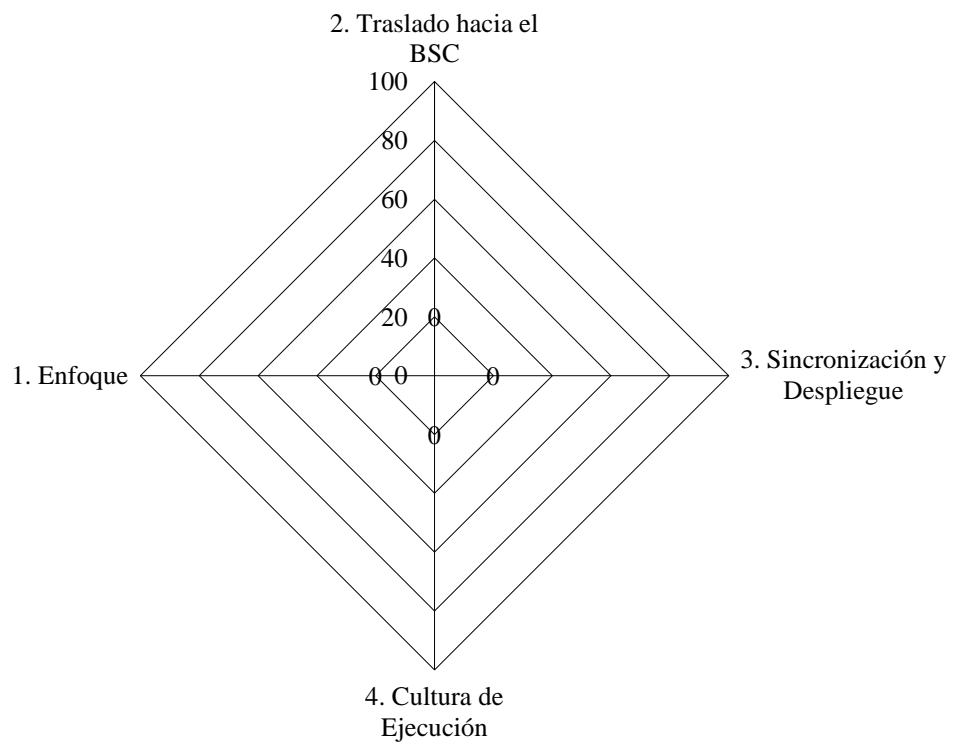 2. Traslado hacia el
BSC
100
80
60
40
20 0
1. Enfoque
0 0 0
3. Sincronización y
Despliegue
0
4. Cultura de
Ejecución